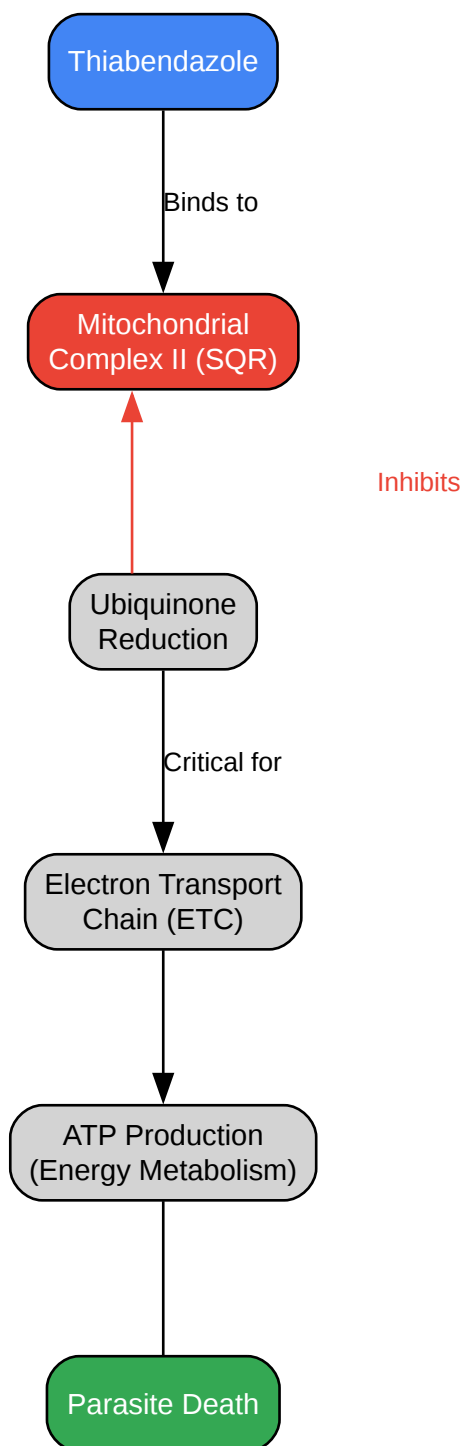 Thiabendazole
Binds to
Mitochondrial
Complex II (SQR)
Inhibits
Ubiquinone
Reduction
Critical for
Electron Transport
Chain (ETC)
ATP Production
(Energy Metabolism)
Parasite Death